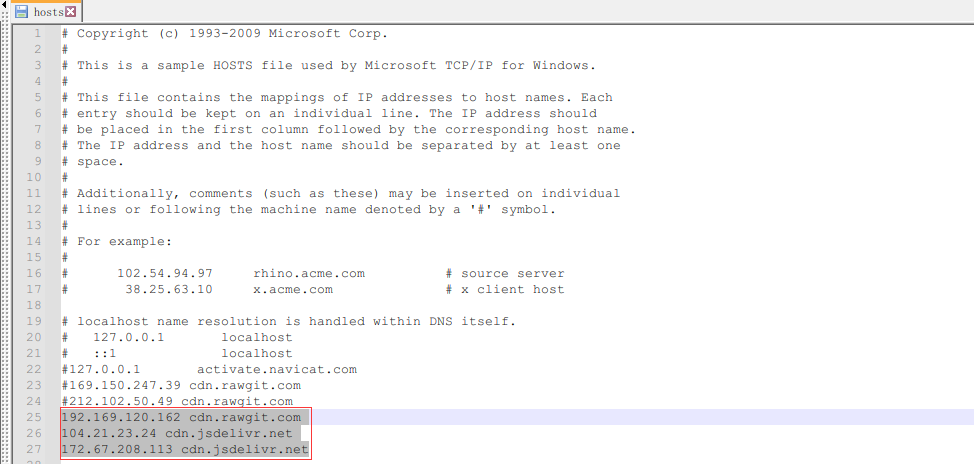 hosts
1 # Copyright (c) 1993-2009 Microsoft Corp.
2 #
3 # This is a sample HOSTS file used by Microsoft TCP/IP for Windows.
4 #
5 # This file contains the mappings of IP addresses to host names. Each
6 # entry should be kept on an individual line. The IP address should
7 # be placed in the first column followed by the corresponding host name.
8 # The IP address and the host name should be separated by at least one
9 # space.
10 #
11 # Additionally, comments (such as these) may be inserted on individual
12 # lines or following the machine name denoted by a '#' symbol.
13 #
14 # For example:
15 #
16 #      102.54.94.97     rhino.acme.com          # source server
17 #       38.25.63.10     x.acme.com              # x client host
18
19 # localhost name resolution is handled within DNS itself.
20 #   127.0.0.1       localhost
21 #   ::1             localhost
22 #127.0.0.1       activate.navicat.com
23 #169.150.247.39 cdn.rawgit.com
24 #212.102.50.49 cdn.rawgit.com
25 192.169.120.162 cdn.rawgit.com
26 104.21.23.24 cdn.jsdelivr.net
27 172.67.208.113 cdn.jsdelivr.net